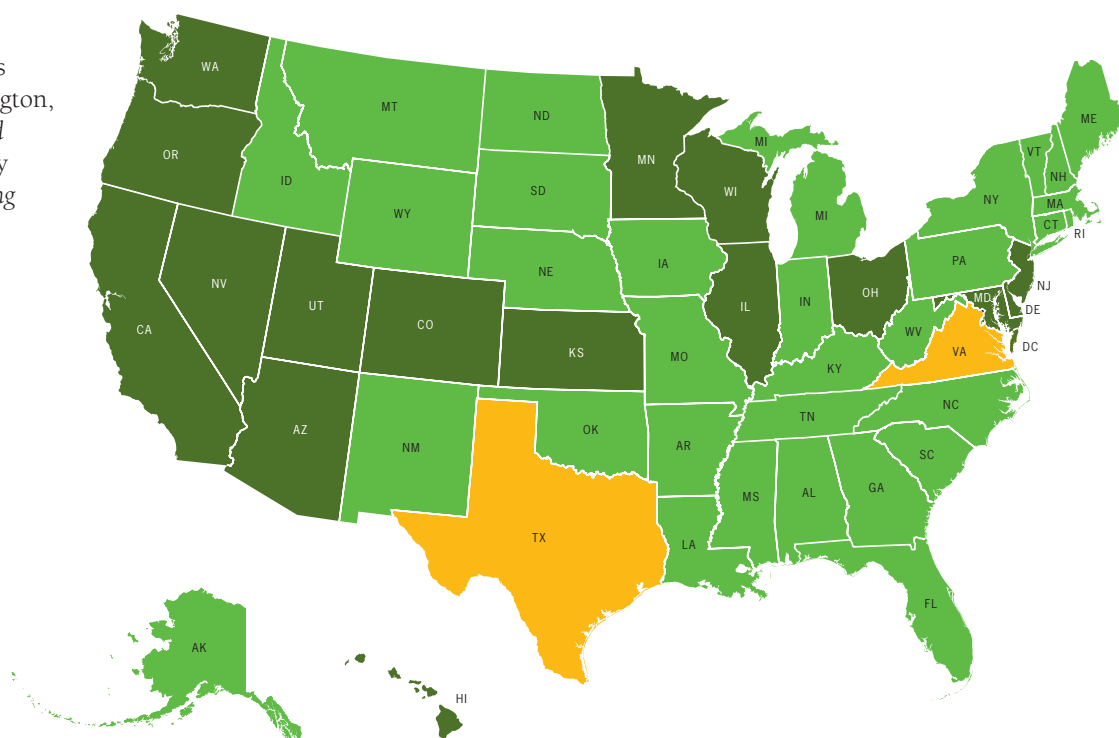 s
gton,
d
y
ng
WA
OR
CA
NV
ID
MT
WY
UT
CO
AZ
NM
ND
SD
NE
KS
OK
TX
MN
IA
MO
AR
LA
WI
IL
MI
MI
IN
OH
KY
TN
MS
AL
GA
FL
SC
NC
VA
WV
MD
DC
DE
NJ
PA
NY
CT
RI
MA
VT
NH
ME
AK
HI